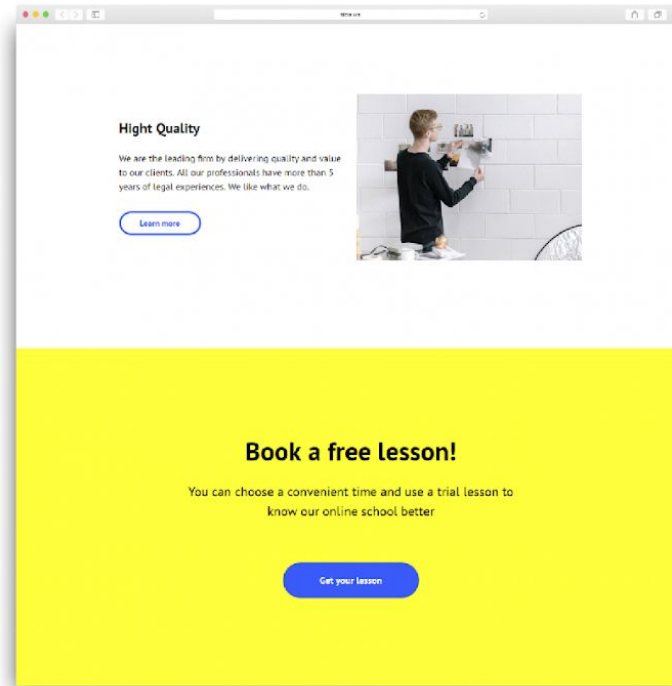 Hight Quality
We are the leading firm by delivering quality and value
to our clients. All our professionals have more than 5
years of legal experiences. We like what we do.
Learn more
Book a free lesson!
You can choose a convenient time and use a trial lesson to
know our online school better
Get your lesson